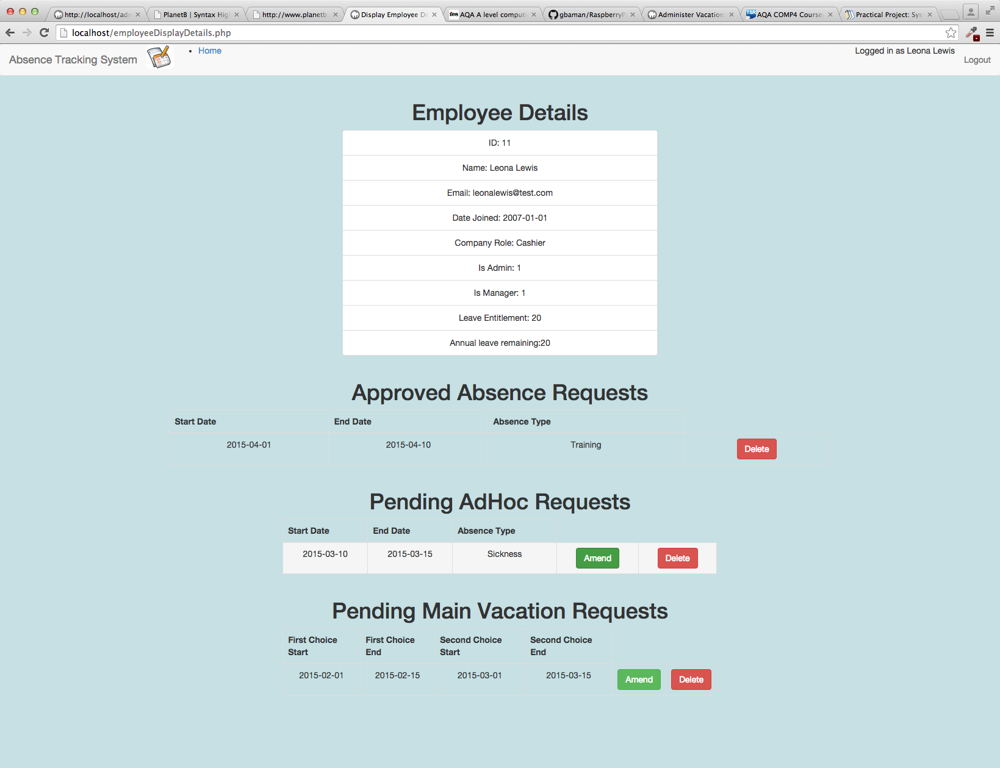 http://localhost/adm
PlanetB | Syntax Hig
http://www.planetb.
Display Employee De
fes AQA A level computi
gbaman/RaspberryP
Administer Vacation
TSR AQA COMP4 Course
Practical Project: Sys
localhost/employeeDisplayDetails.php
Absence Tracking System
• Home
Logged in as Leona Lewis
Logout
Employee Details
ID: 11
Name: Leona Lewis
Email: leonalewis@test.com
Date Joined: 2007-01-01
Company Role: Cashier
Is Admin: 1
Is Manager: 1
Leave Entitlement: 20
Annual leave remaining:20
Approved Absence Requests
Start Date End Date Absence Type
2015-04-01 2015-04-10 Training Delete
Pending AdHoc Requests
Start Date End Date Absence Type
2015-03-10 2015-03-15 Sickness Amend Delete
Pending Main Vacation Requests
First Choice Start First Choice End Second Choice Start Second Choice End
2015-02-01 2015-02-15 2015-03-01 2015-03-15 Amend Delete